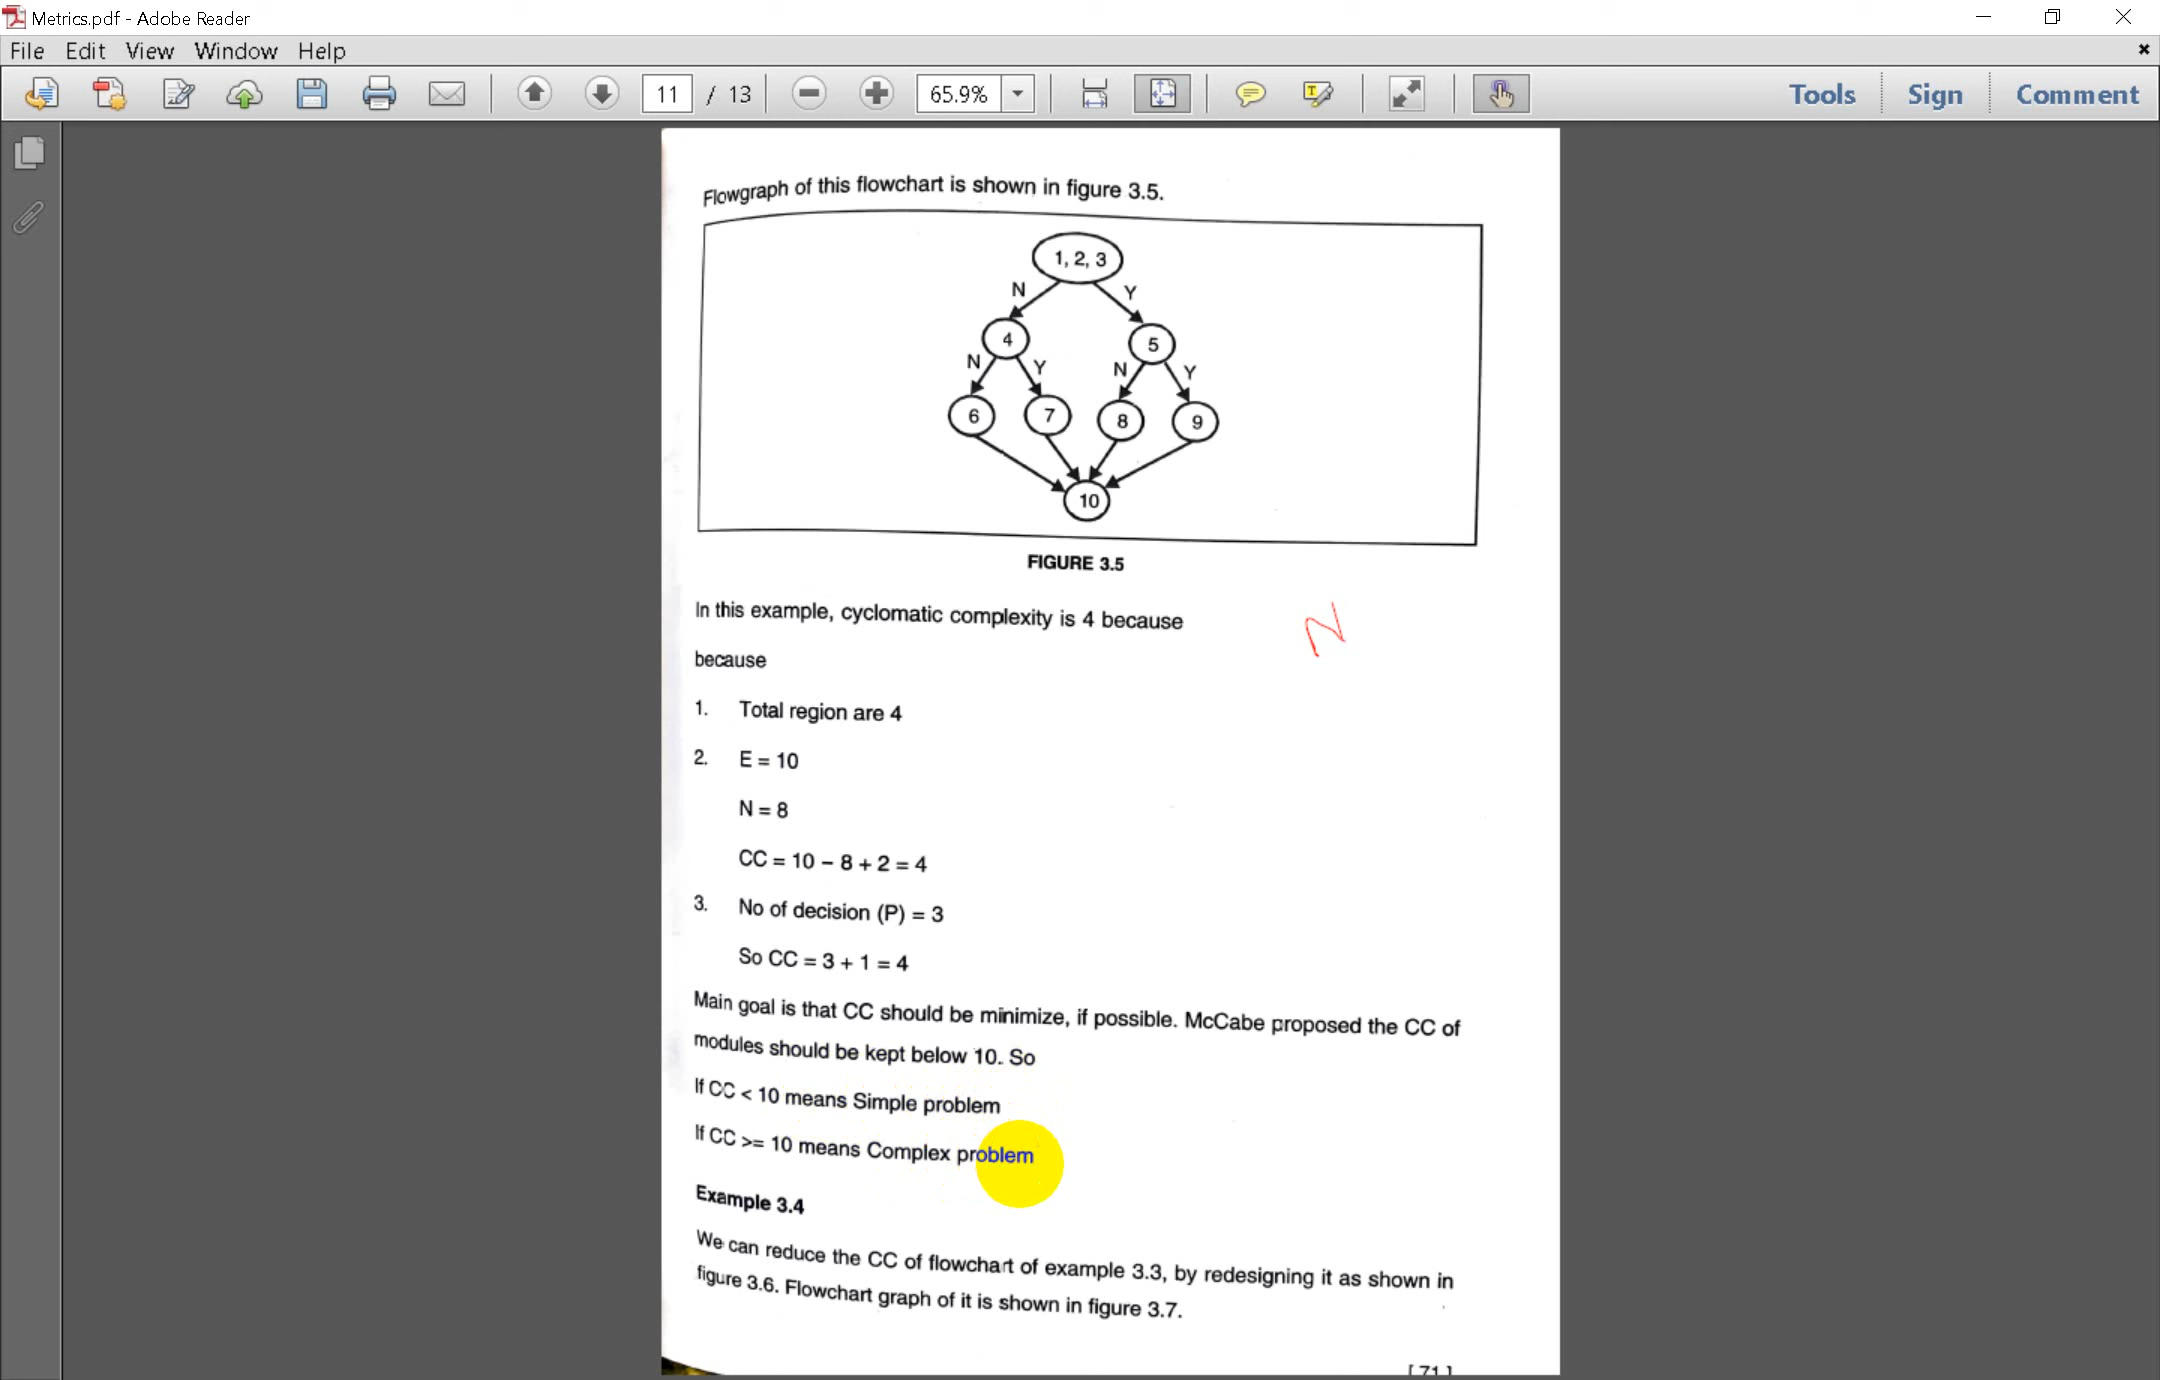 Metrics.pdf - Adobe Reader
File Edit View Window Help
11 / 13 65.9% Tools Sign Comment
Flowgraph of this flowchart is shown in figure 3.5.
1, 2, 3
N Y
4 5
N Y N Y
6 7 8 9
10
FIGURE 3.5
In this example, cyclomatic complexity is 4 because
N
because
1. Total region are 4
2. E = 10
N = 8
CC = 10 – 8 + 2 = 4
3. No of decision (P) = 3
So CC = 3 + 1 = 4
Main goal is that CC should be minimize, if possible. McCabe proposed the CC of
modules should be kept below 10. So
If CC < 10 means Simple problem
If CC >= 10 means Complex problem
Example 3.4
We can reduce the CC of flowchart of example 3.3, by redesigning it as shown in
figure 3.6. Flowchart graph of it is shown in figure 3.7.
[ 71 ]